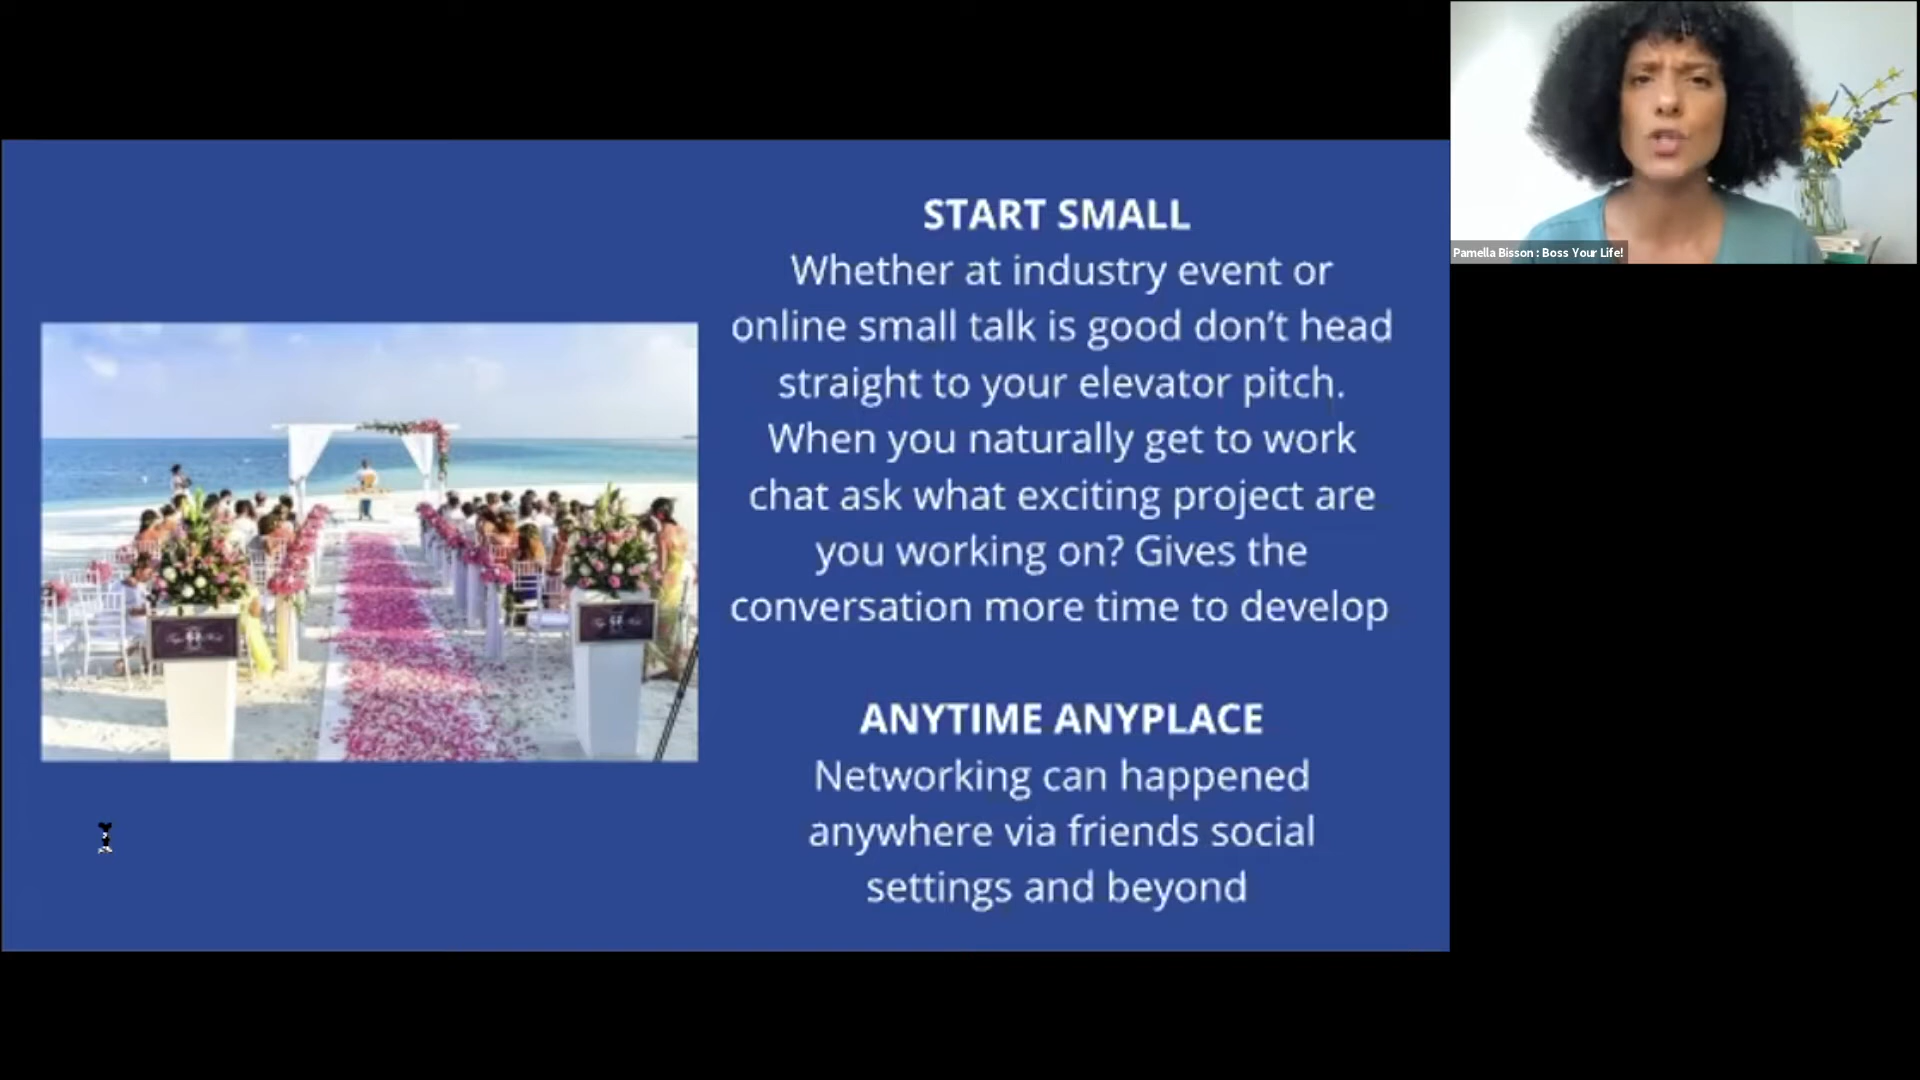 START SMALL
Whether at industry event or
online small talk is good don’t head
straight to your elevator pitch.
When you naturally get to work
chat ask what exciting project are
you working on? Gives the
conversation more time to develop
ANYTIME ANYPLACE
Networking can happened
anywhere via friends social
settings and beyond
Pamella Bisson : Boss Your Life!